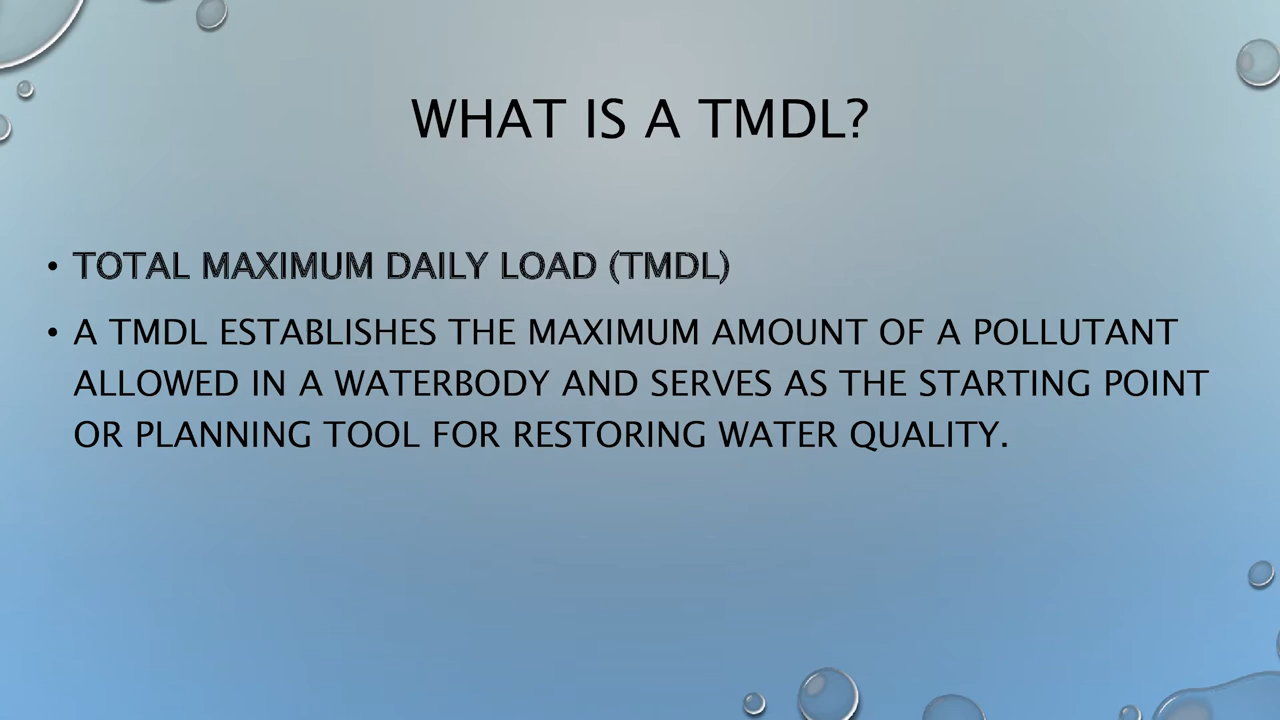 WHAT IS A TMDL?
• TOTAL MAXIMUM DAILY LOAD (TMDL)
• A TMDL ESTABLISHES THE MAXIMUM AMOUNT OF A POLLUTANT
ALLOWED IN A WATERBODY AND SERVES AS THE STARTING POINT
OR PLANNING TOOL FOR RESTORING WATER QUALITY.